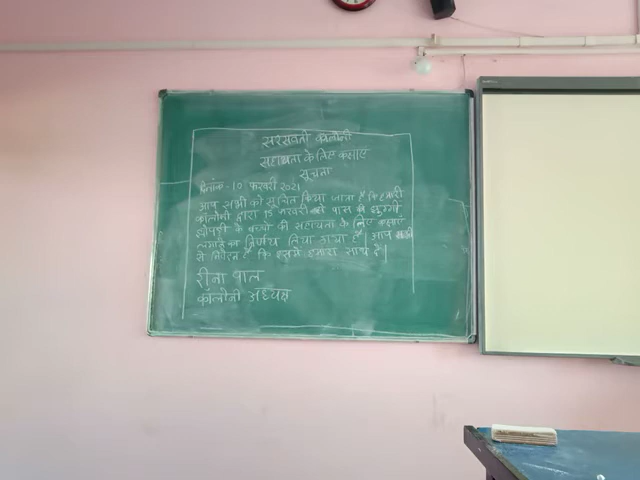 सरस्वती कॉलोनी
सहायता के लिए कक्षाएं
सूचना
दिनांक - 10 फरवरी 2021
आप सभी को सूचित किया जाता है कि हमारी
कॉलोनी द्वारा 15 फरवरी को पास की झुग्गी
झोपड़ी के बच्चों की सहायता के लिए कक्षाएं
लगाने का निर्णय लिया गया है | आप सभी
से निवेदन है कि इसमें हमारा साथ दें |
रीना पाल
कॉलोनी अध्यक्ष